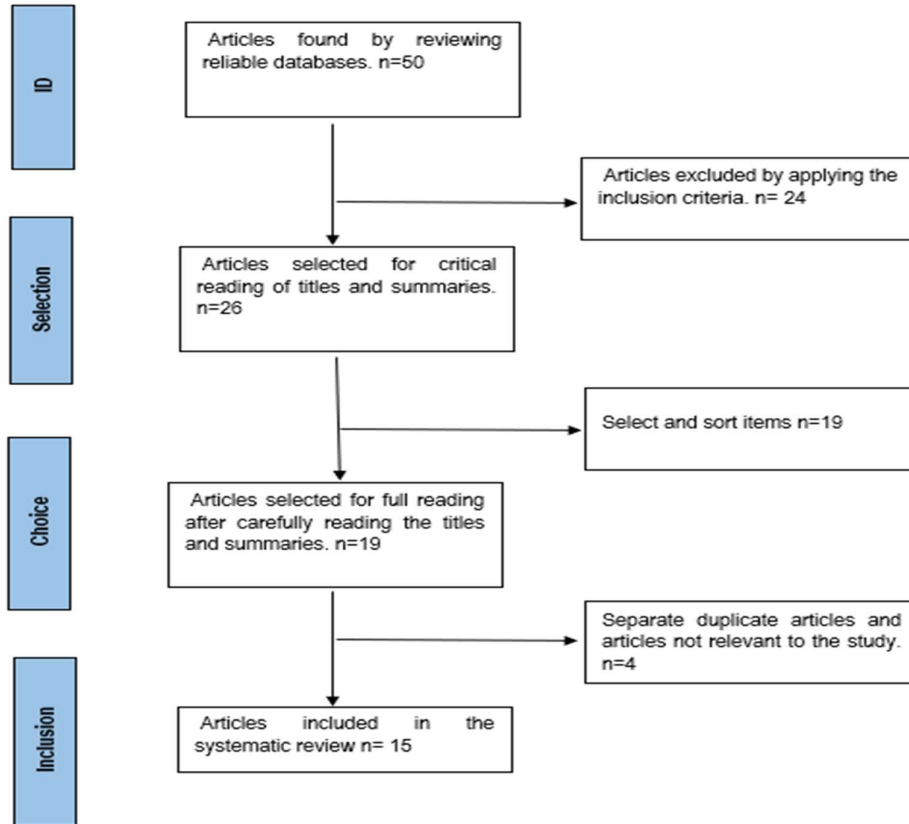 ID
Articles found by reviewing
reliable databases. n=50
Articles excluded by applying the
inclusion criteria. n= 24
Selection
Articles selected for critical
reading of titles and summaries.
n=26
Select and sort items n=19
Choice
Articles selected for full reading
after carefully reading the titles
and summaries. n=19
Separate duplicate articles and
articles not relevant to the study.
n=4
Inclusion
Articles included in the
systematic review n= 15